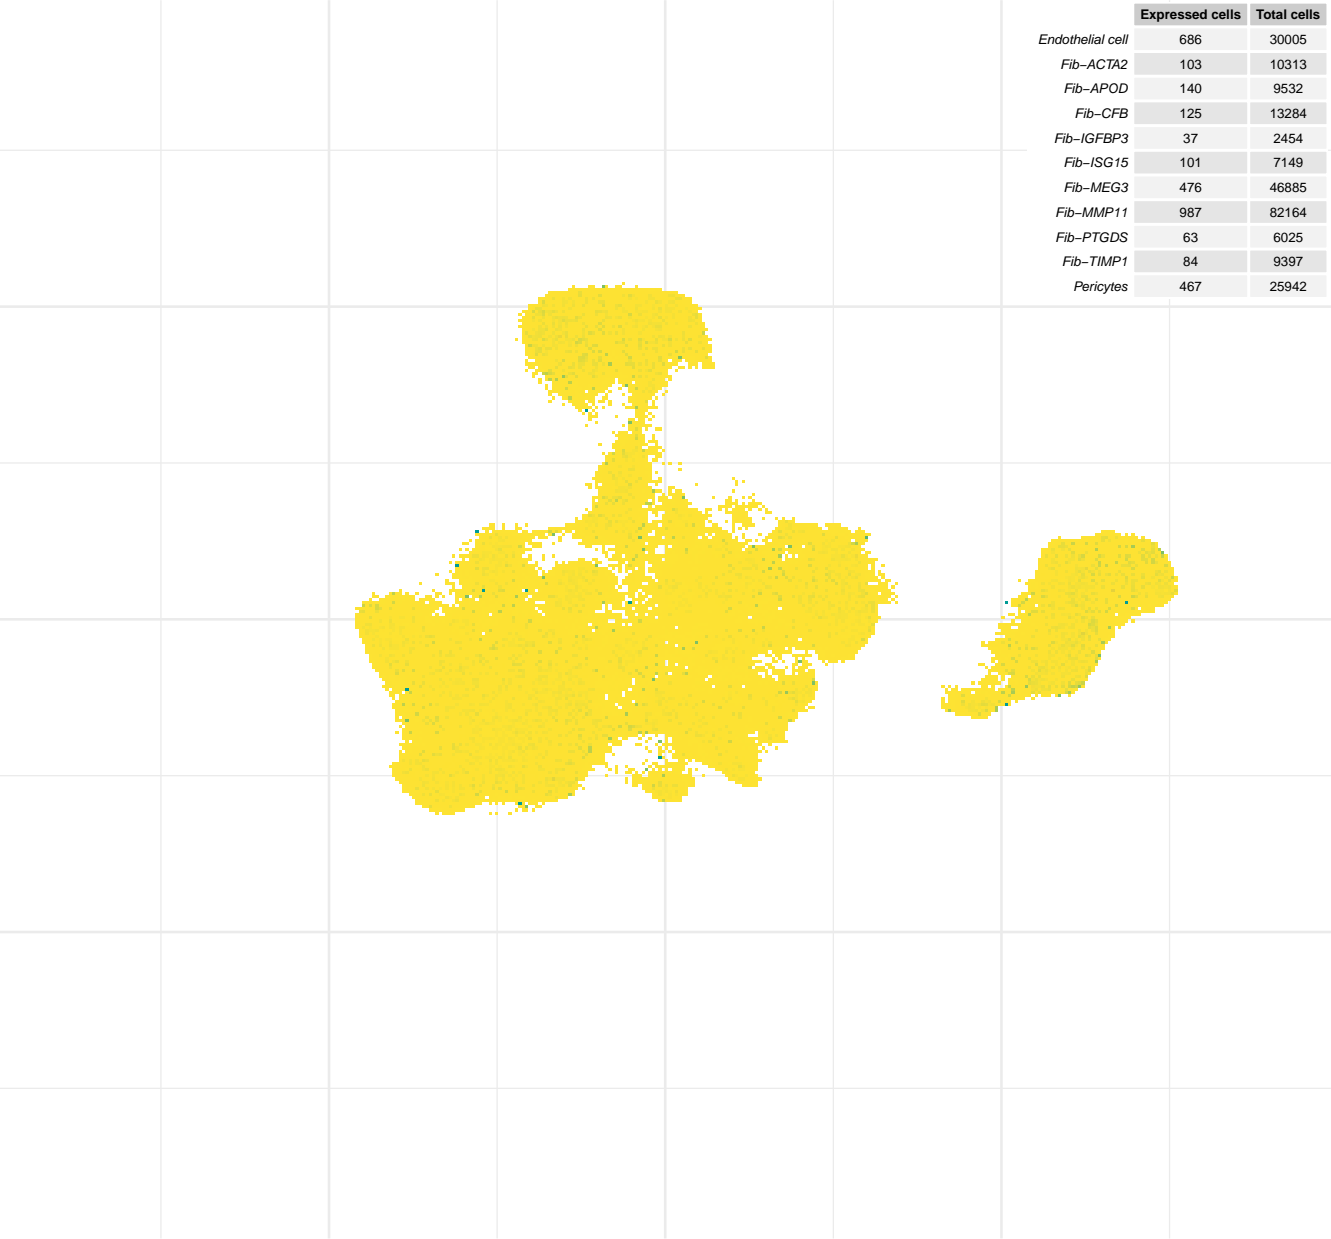 Expressed cells Total cells
Endothelial cell 686 30005
Fib−ACTA2 103 10313
Fib−APOD 140 9532
Fib−CFB 125 13284
Fib−IGFBP3 37 2454
Fib−ISG15 101 7149
Fib−MEG3 476 46885
Fib−MMP11 987 82164
Fib−PTGDS 63 6025
Fib−TIMP1 84 9397
Pericytes 467 25942